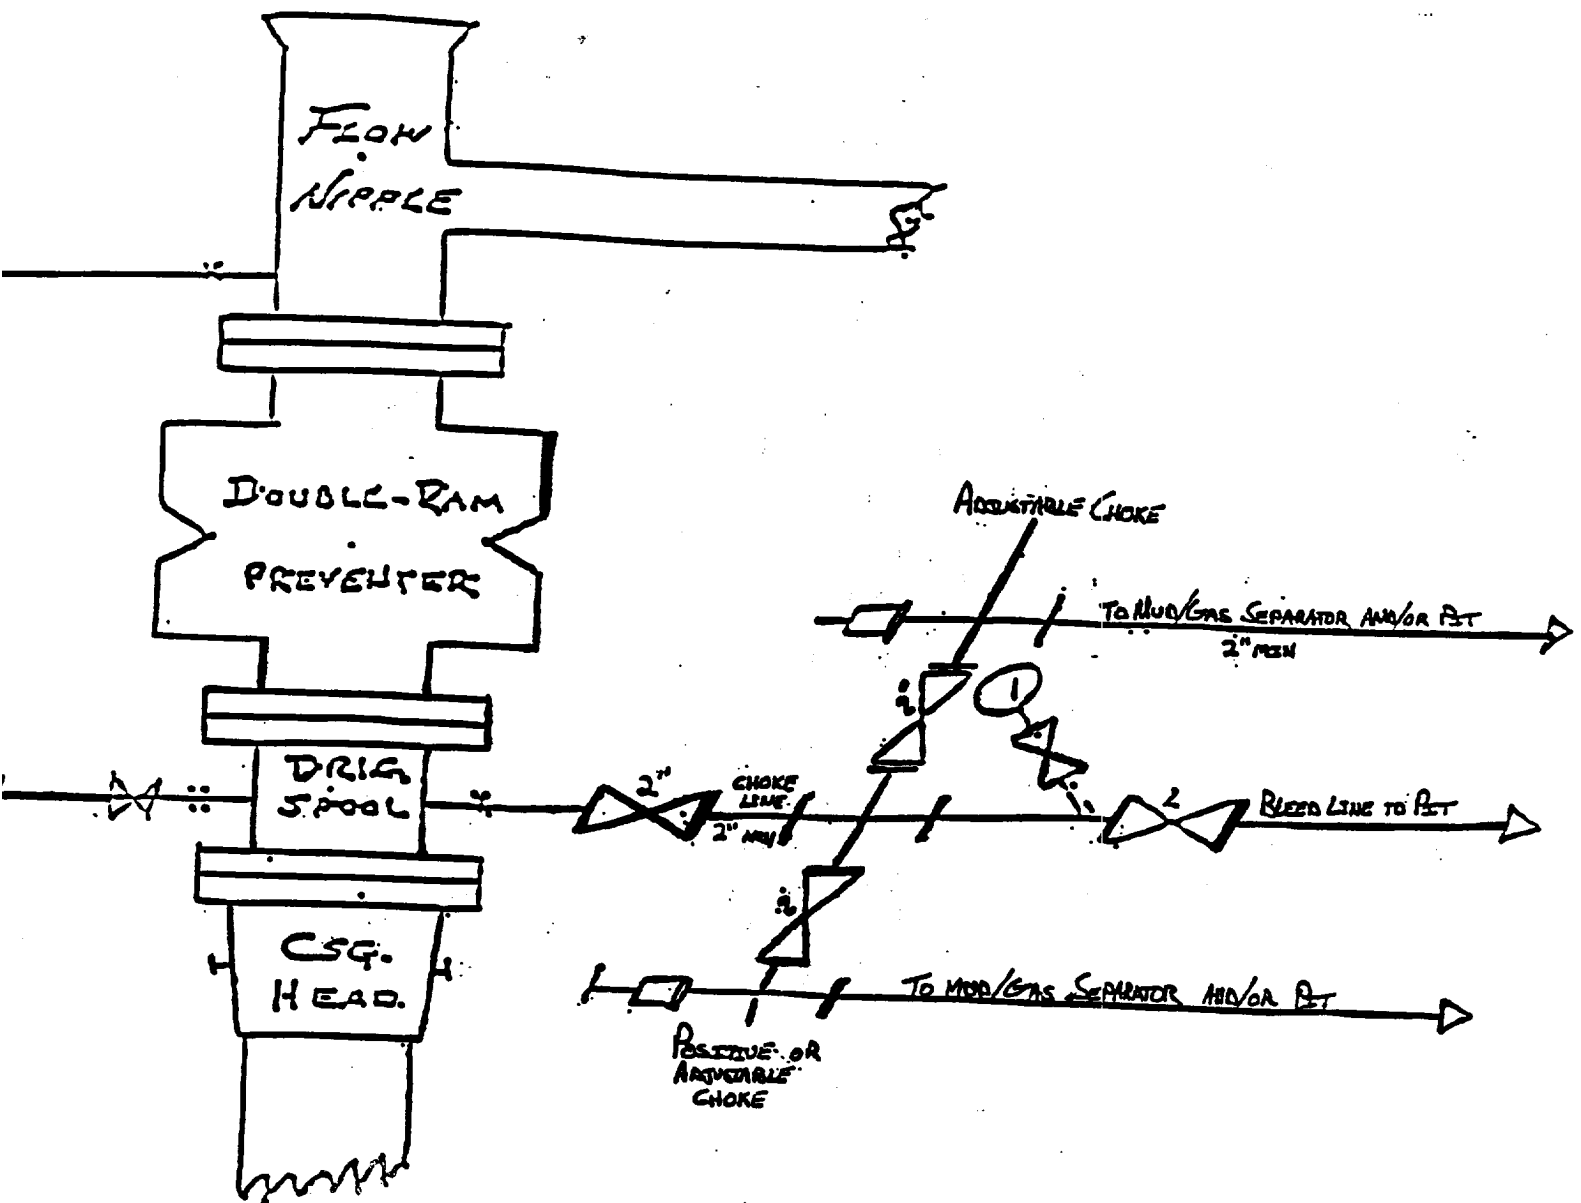 FLOW
NIPPLE
DOUBLE-RAM
PREVENTER
ADJUSTABLE CHOKE
TO MUD/GAS SEPARATOR AND/OR PIT
2" MIN
1
DRLG
SPOOL
2"
CHOKE
LINE
2" MIN
2
BLEED LINE TO PIT
CSG.
HEAD.
TO MUD/GAS SEPARATOR AND/OR PIT
POSITIVE OR
ADJUSTABLE
CHOKE